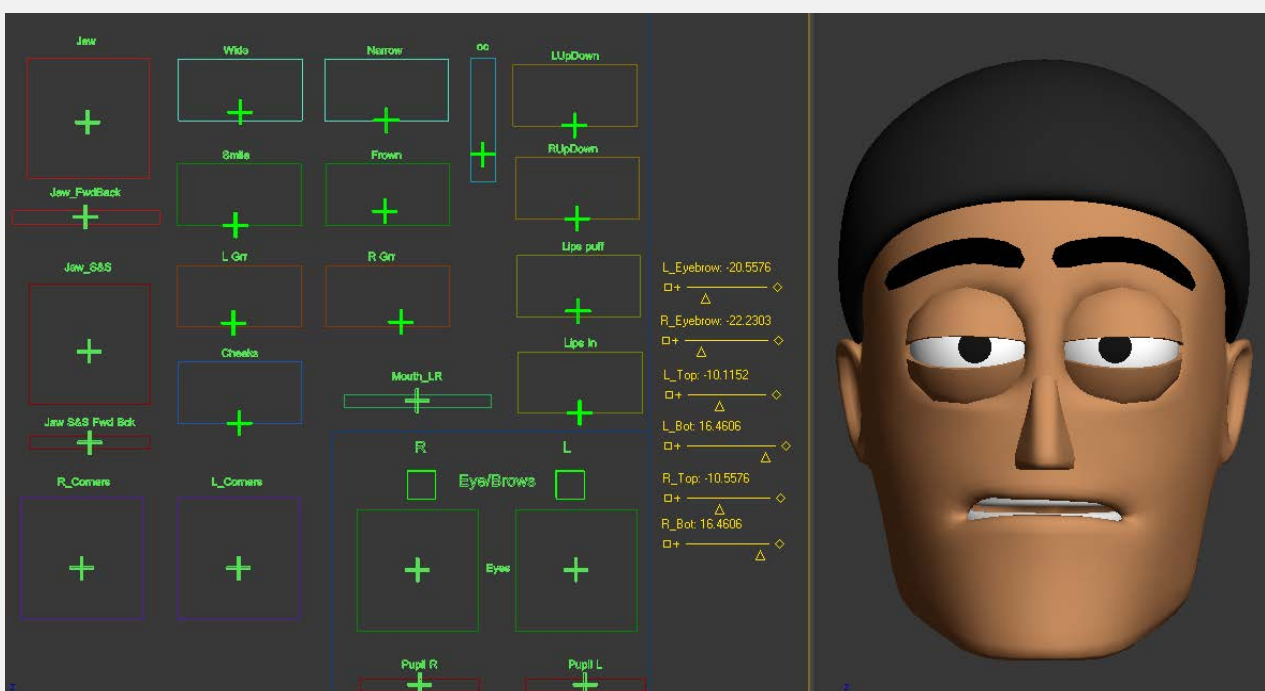 Jaw
Wide
Narrow
oo
LUpDown
Smile
Frown
RUpDown
Jaw_FwdBack
L Grr
R Grr
Lips puff
Jaw_S&S
Cheeks
Lips In
Mouth_LR
Jaw S&S Fwd Bck
R_Corners
L_Corners
R
L
Eye/Brows
Eyes
Pupil R
Pupil L
L_Eyebrow: -20.5576
R_Eyebrow: -22.2303
L_Top: -10.1152
L_Bot: 16.4606
R_Top: -10.5576
R_Bot: 16.4606